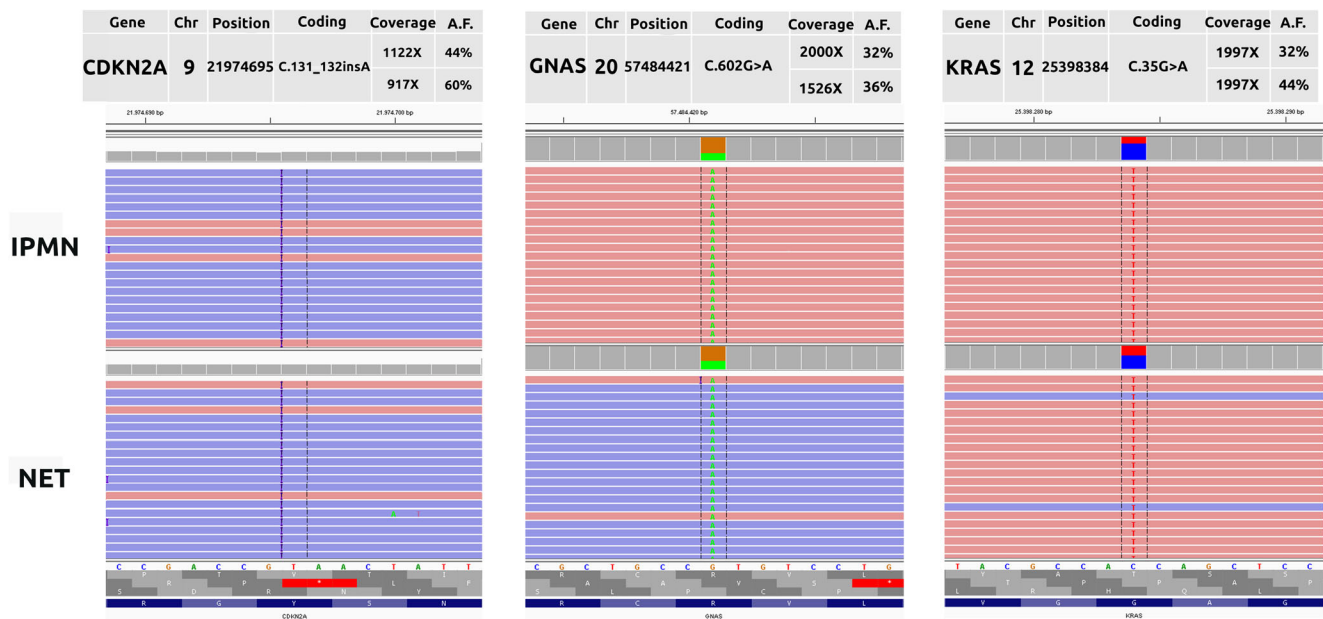 Gene Chr Position Coding Coverage A.F.
CDKN2A 9 21974695 C.131_132insA
1122X 44%
917X 60%
Gene Chr Position Coding Coverage A.F.
GNAS 20 57484421 C.602G>A
2000X 32%
1526X 36%
Gene Chr Position Coding Coverage A.F.
KRAS 12 25398384 C.35G>A
1997X 32%
1997X 44%
21.974.690 bp 21.974.700 bp
57.484.420 bp
25.398.280 bp 25.398.290 bp
IPMN
NET
C C G A C C G T A A C T A T T
P T V T I
R P * L F
S D R N Y
R G Y S N
CDKN2A
C G C T G C C G T G T C C T G
R C R V L
A A V S *
S L P C P
R C R V L
GNAS
T A C G C C A C C A G C T C C
Y A T S S
T P P A P
L R H Q L
V G G A G
KRAS